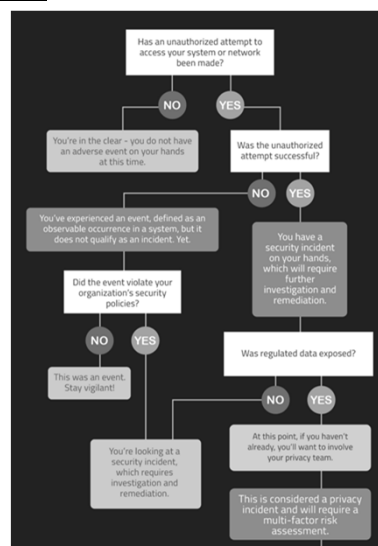 Has an unauthorized attempt to
access your system or network
been made?
NO
YES
You're in the clear - you do not have
an adverse event on your hands
at this time.
Was the unauthorized
attempt successful?
NO
YES
You've experienced an event, defined as an
observable occurrence in a system, but it
does not qualify as an incident. Yet.
You have a
security incident
on your hands,
which will require
further
investigation and
remediation.
Did the event violate your
organization's security
policies?
NO
YES
This was an event.
Stay vigilant!
Was regulated data exposed?
NO
YES
You're looking at a
security incident,
which requires
investigation and
remediation.
At this point, if you haven't
already, you'll want to involve
your privacy team.
This is considered a privacy
incident and will require a
multi-factor risk
assessment.